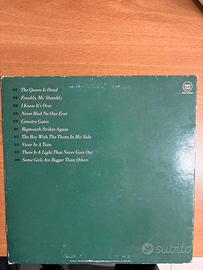 The Queen Is Dead
Frankly, Mr. Shankly
I Know It's Over
Never Had No One Ever
Cemetry Gates
Bigmouth Strikes Again
The Boy With The Thorn In His Side
Vicar In A Tutu
There Is A Light That Never Goes Out
Some Girls Are Bigger Than Others
subito